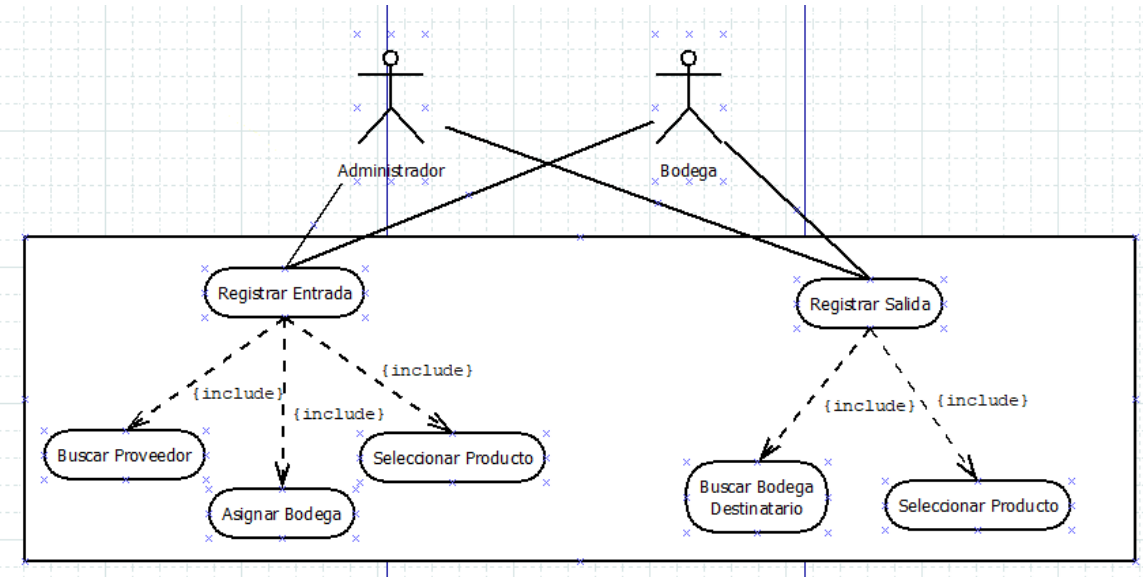 Administrador
Bodega
Registrar Entrada
Registrar Salida
{include}
{include}
{include}
{include}
{include}
Buscar Proveedor
Seleccionar Producto
Asignar Bodega
Buscar Bodega
Destinatario
Seleccionar Producto